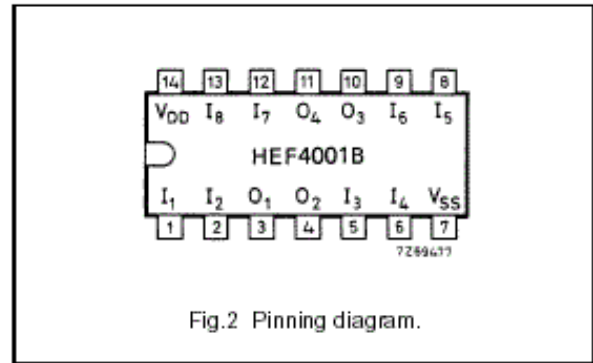 14 13 12 11 10 9 8
VDD I8 I7 O4 O3 I6 I5
HEF4001B
I1 I2 O1 O2 I3 I4 VSS
1 2 3 4 5 6 7
7Z69477
Fig.2 Pinning diagram.